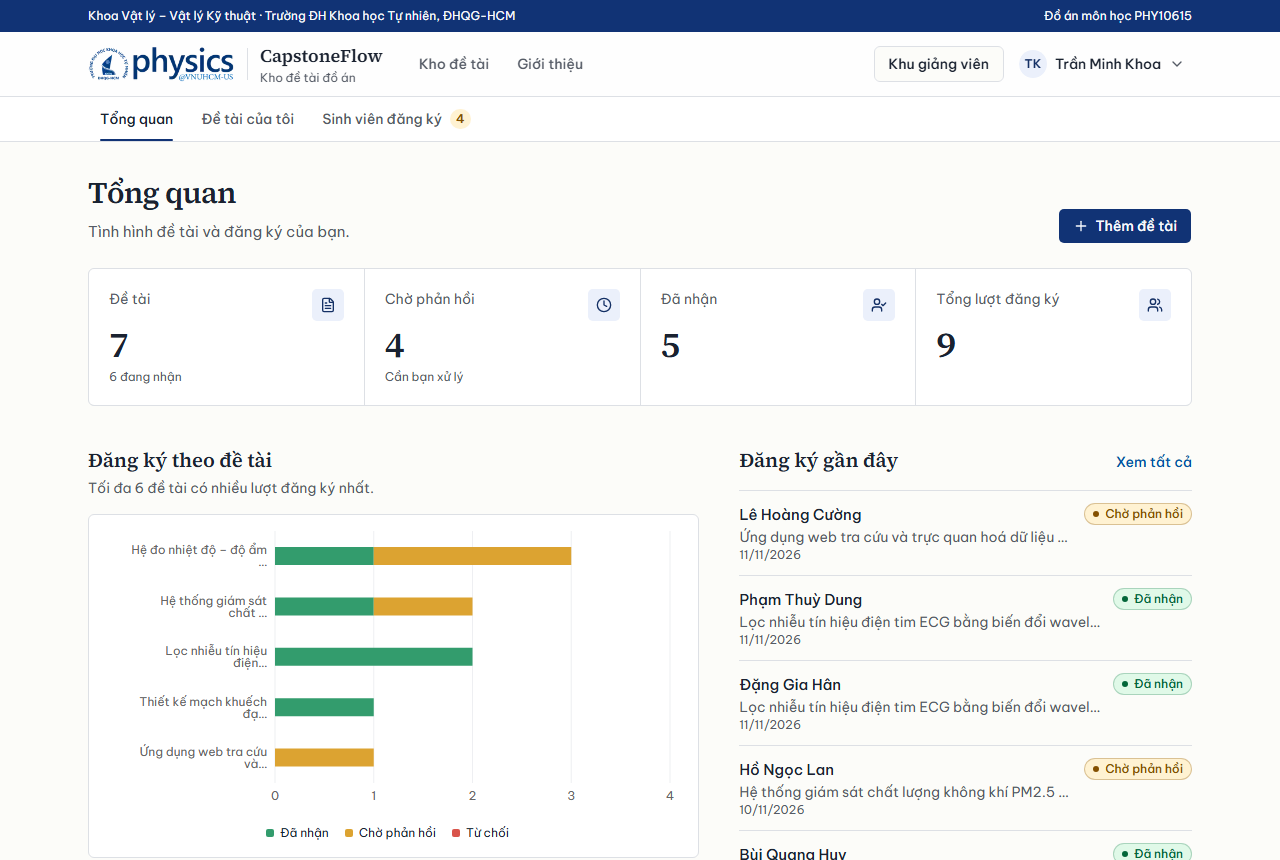 Khoa Vật lý – Vật lý Kỹ thuật · Trường ĐH Khoa học Tự nhiên, ĐHQG-HCM
Đồ án môn học PHY10615
physics
@VNUHCM-US
CapstoneFlow
Kho đề tài đồ án
Kho đề tài
Giới thiệu
Khu giảng viên
TK
Trần Minh Khoa
Tổng quan
Đề tài của tôi
Sinh viên đăng ký
4
Tổng quan
Tình hình đề tài và đăng ký của bạn.
Thêm đề tài
Đề tài
7
6 đang nhận
Chờ phản hồi
4
Cần bạn xử lý
Đã nhận
5
Tổng lượt đăng ký
9
Đăng ký theo đề tài
Tối đa 6 đề tài có nhiều lượt đăng ký nhất.
Hệ đo nhiệt độ – độ ẩm
...
Hệ thống giám sát
chất ...
Lọc nhiễu tín hiệu
điện...
Thiết kế mạch khuếch
đạ...
Ứng dụng web tra cứu
và...
0 1 2 3 4
Đã nhận
Chờ phản hồi
Từ chối
Đăng ký gần đây
Xem tất cả
Lê Hoàng Cường
Chờ phản hồi
Ứng dụng web tra cứu và trực quan hoá dữ liệu ...
11/11/2026
Phạm Thuỳ Dung
Đã nhận
Lọc nhiễu tín hiệu điện tim ECG bằng biến đổi wavel...
11/11/2026
Đặng Gia Hân
Đã nhận
Lọc nhiễu tín hiệu điện tim ECG bằng biến đổi wavel...
11/11/2026
Hồ Ngọc Lan
Chờ phản hồi
Hệ thống giám sát chất lượng không khí PM2.5 ...
10/11/2026
Bùi Quang Huy
Đã nhận